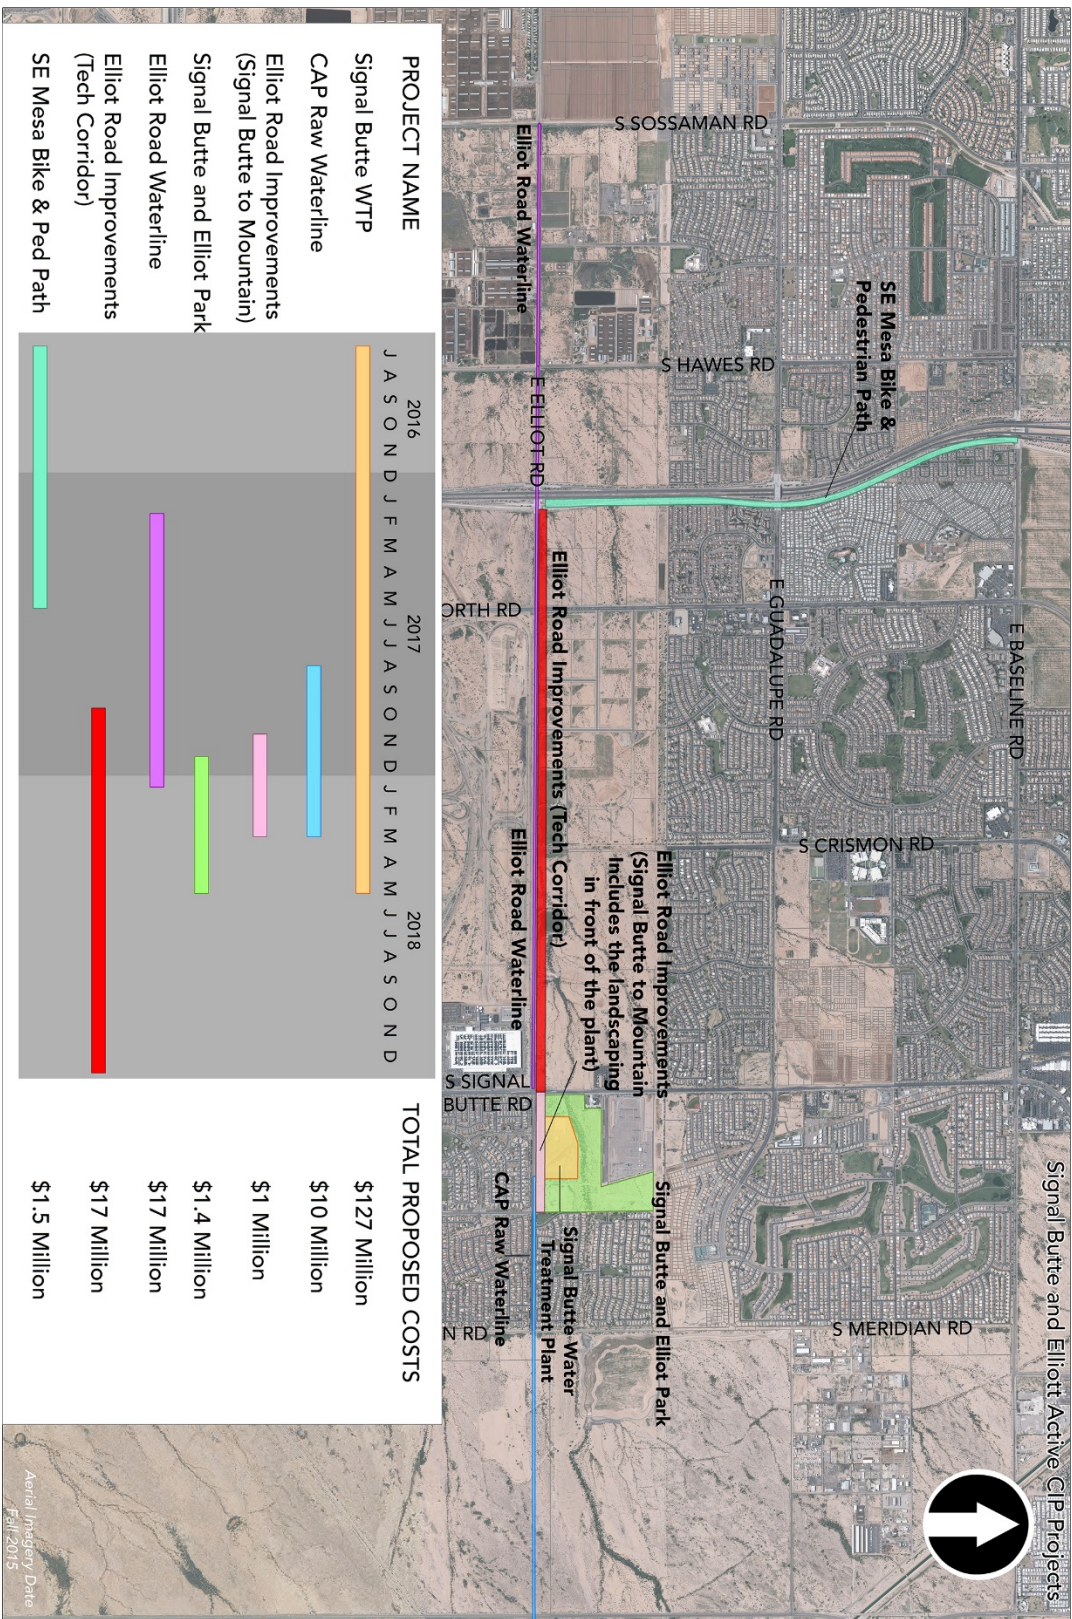 Signal Butte and Elliott Active CIP Projects
E BASELINE RD
S SOSSAMAN RD
S HAWES RD
S CRISMON RD
S MERIDIAN RD
SE Mesa Bike &
Pedestrian Path
E GUADALUPE RD
Elliot Road Improvements
(Signal Butte to Mountain
Includes the landscaping
in front of the plant)
Signal Butte and Elliot Park
Elliot Road Improvements (Tech Corridor)
Signal Butte Water
Treatment Plant
E ELLIOT RD
Elliot Road Waterline
Elliot Road Waterline
ORTH RD
S SIGNAL
BUTTE RD
CAP Raw Waterline
N RD
PROJECT NAME
2016
2017
2018
TOTAL PROPOSED COSTS
J A S O N D J F M A M J J A S O N D J F M A M J J A S O N D
Signal Butte WTP
$127 Million
CAP Raw Waterline
$10 Million
Elliot Road Improvements
(Signal Butte to Mountain)
$1 Million
Signal Butte and Elliot Park
$1.4 Million
Elliot Road Waterline
$17 Million
Elliot Road Improvements
(Tech Corridor)
$17 Million
SE Mesa Bike & Ped Path
$1.5 Million
Aerial Imagery Date
Fall 2015